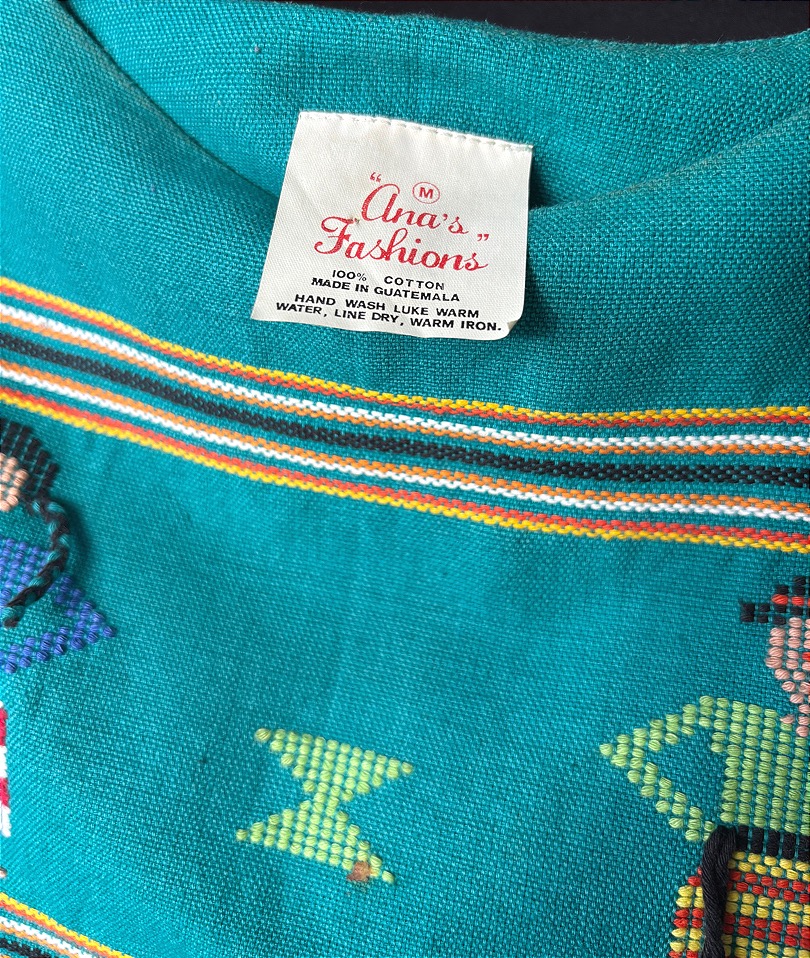 M
"Ana's
Fashions"
100% COTTON
MADE IN GUATEMALA
HAND WASH LUKE WARM
WATER, LINE DRY, WARM IRON.